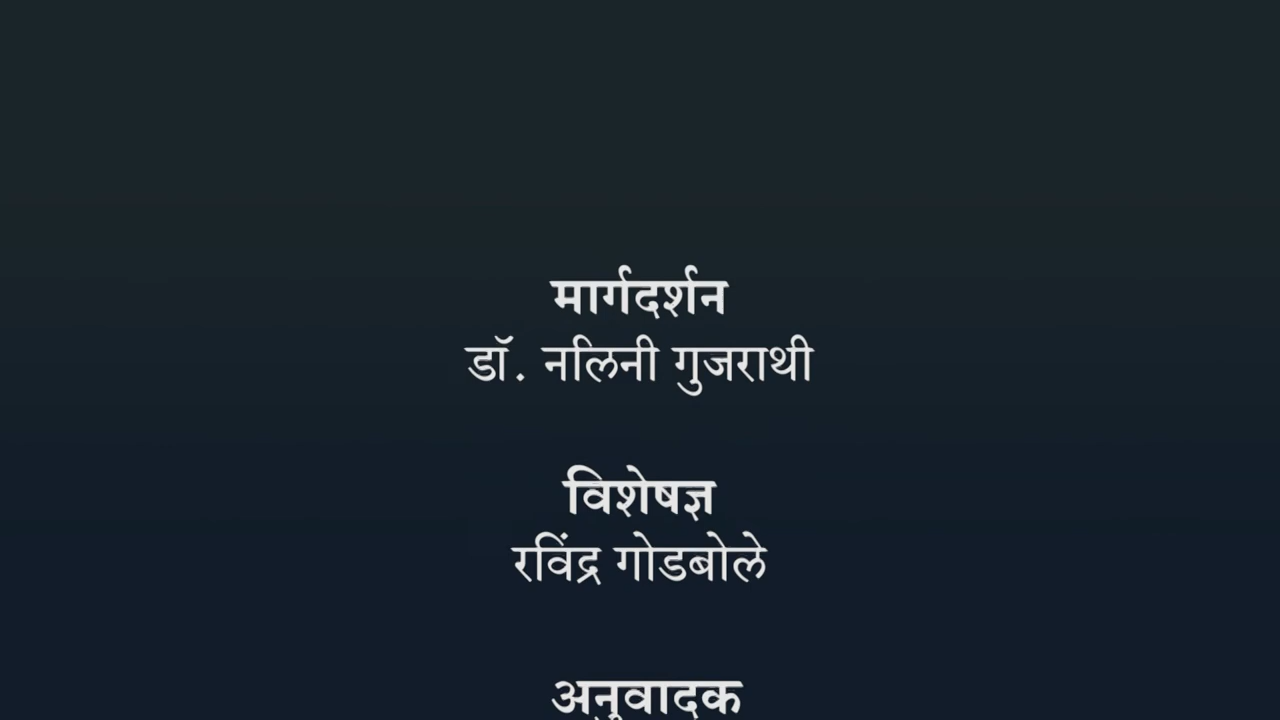 मार्गदर्शन
डॉ. नलिनी गुजराथी
विशेषज्ञ
रविंद्र गोडबोले
अनुवादक